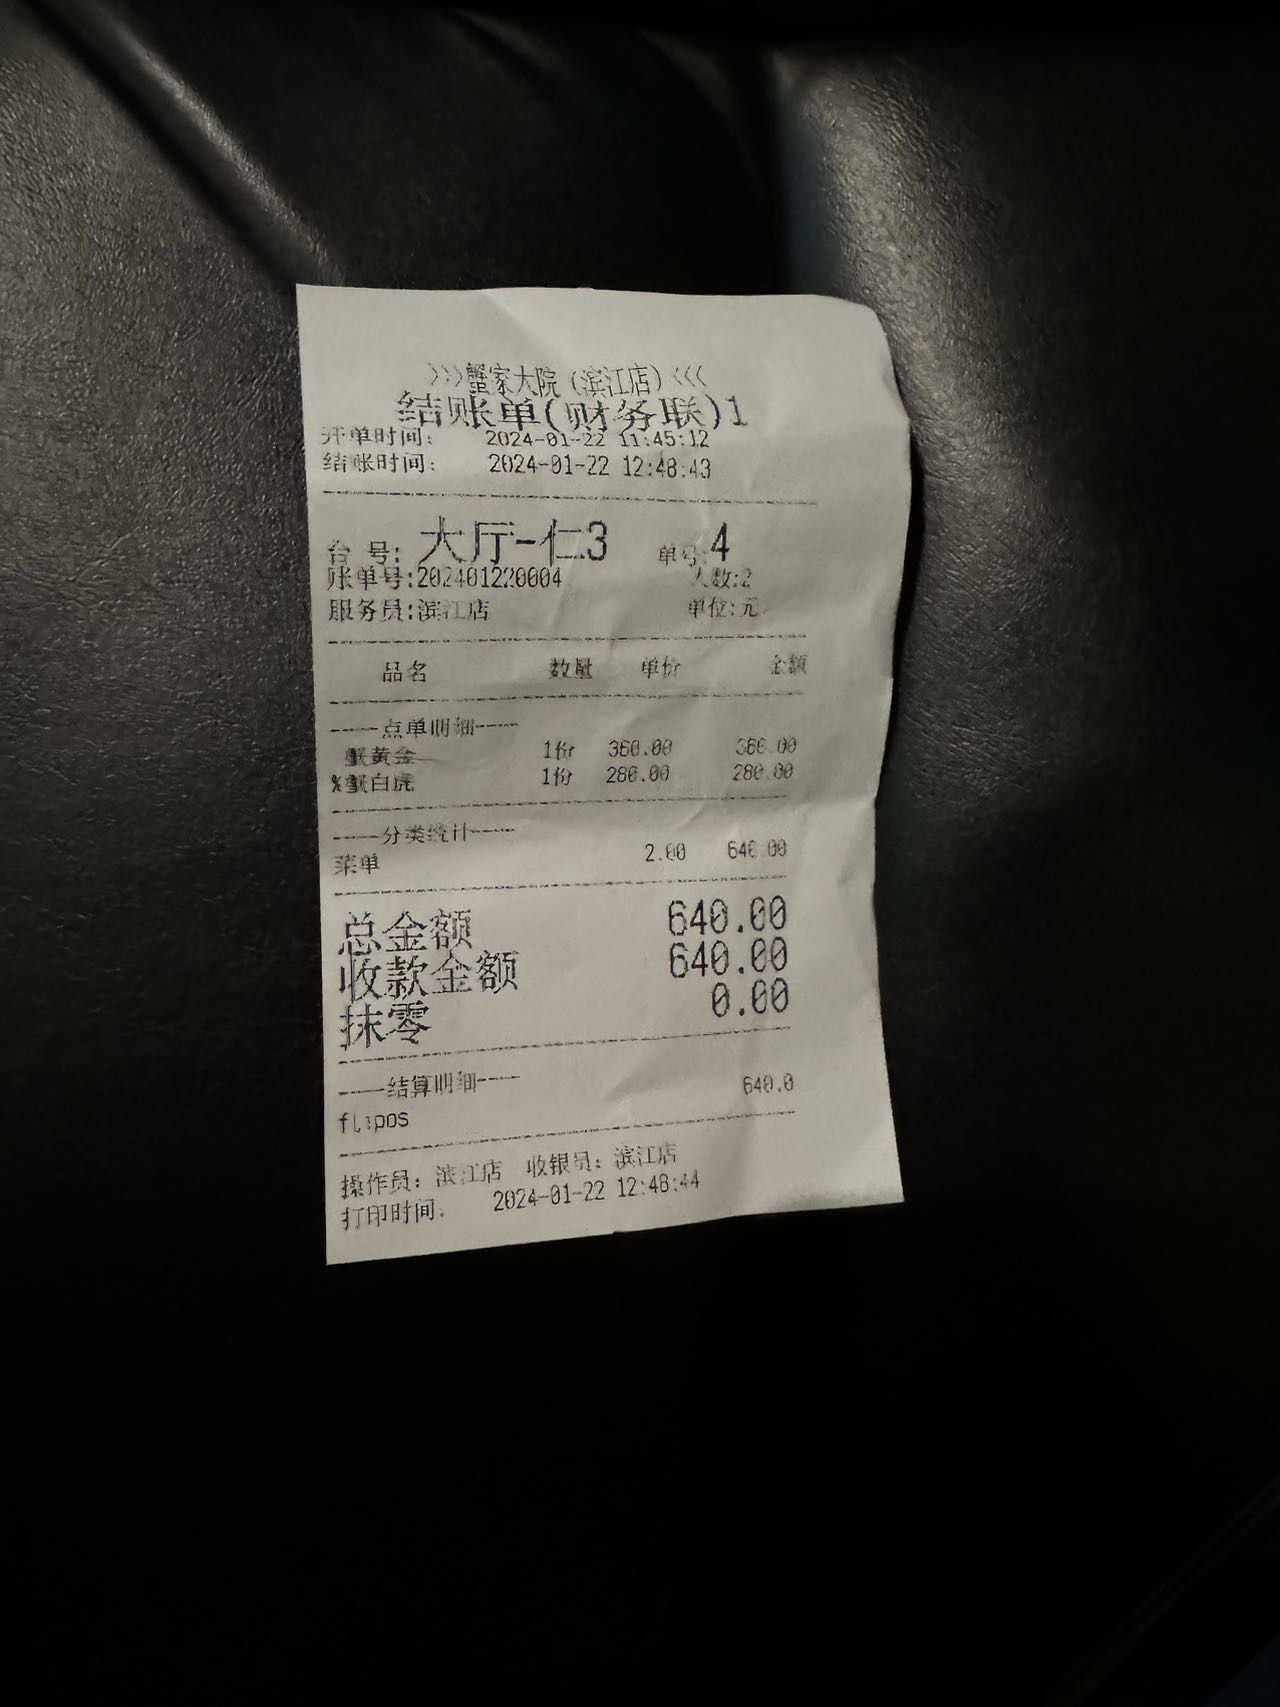 >>>蟹家大院(滨江店)<<<
结账单(财务联)1
开单时间: 2024-01-22 11:45:12
结账时间: 2024-01-22 12:48:43
台 号: 大厅-仁3 单号:4
账单号:202401220004 人数:2
服务员:滨江店 单位:元
品名 数量 单价 金额
----点单明细----
蟹黄金 1份 360.00 360.00
%蟹白虎 1份 280.00 280.00
----分类统计----
菜单 2.00 640.00
总金额 640.00
收款金额 640.00
抹零 0.00
----结算明细----
640.0
操作员: 滨江店 收银员: 滨江店
打印时间: 2024-01-22 12:48:44